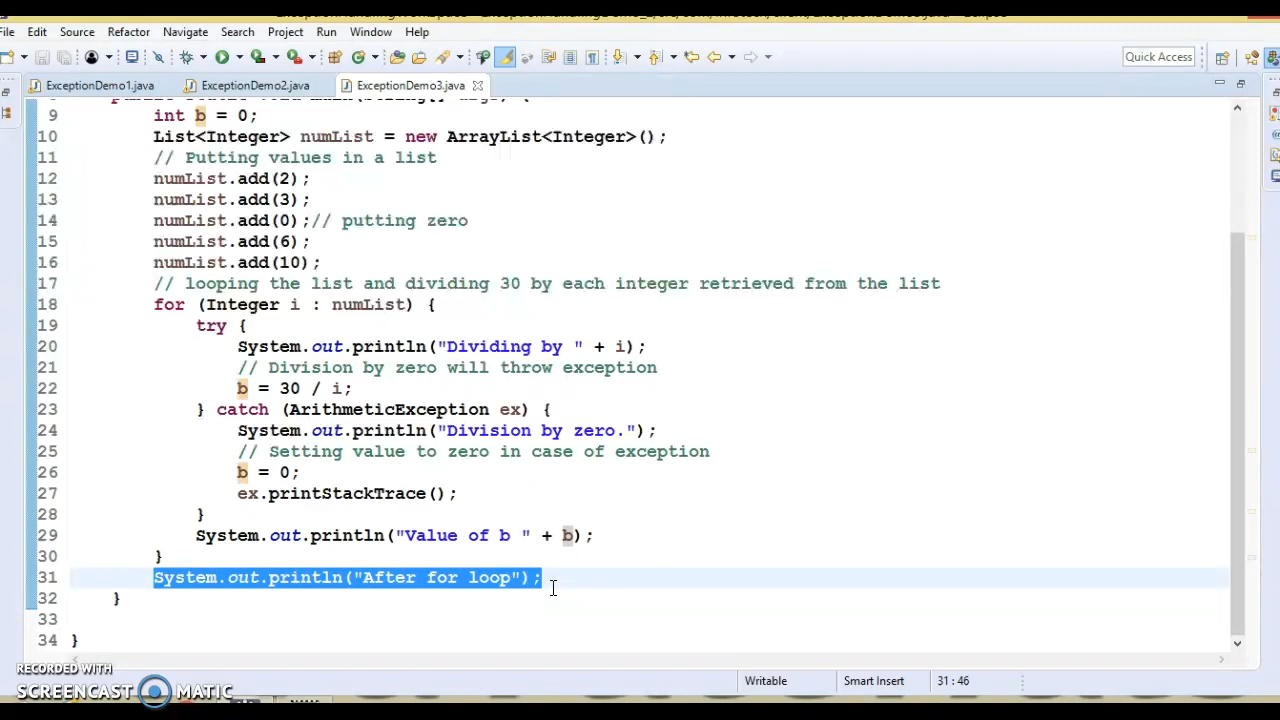 File Edit Source Refactor Navigate Search Project Run Window Help
Quick Access
ExceptionDemo1.java ExceptionDemo2.java ExceptionDemo3.java
9 int b = 0;
10 List<Integer> numList = new ArrayList<Integer>();
11 // Putting values in a list
12 numList.add(2);
13 numList.add(3);
14 numList.add(0);// putting zero
15 numList.add(6);
16 numList.add(10);
17 // looping the list and dividing 30 by each integer retrieved from the list
18 for (Integer i : numList) {
19 try {
20 System.out.println("Dividing by " + i);
21 // Division by zero will throw exception
22 b = 30 / i;
23 } catch (ArithmeticException ex) {
24 System.out.println("Division by zero.");
25 // Setting value to zero in case of exception
26 b = 0;
27 ex.printStackTrace();
28 }
29 System.out.println("Value of b " + b);
30 }
31 System.out.println("After for loop");
32 }
33
34 }
RECORDED WITH
SCREENCAST MATIC
Writable Smart Insert 31 : 46